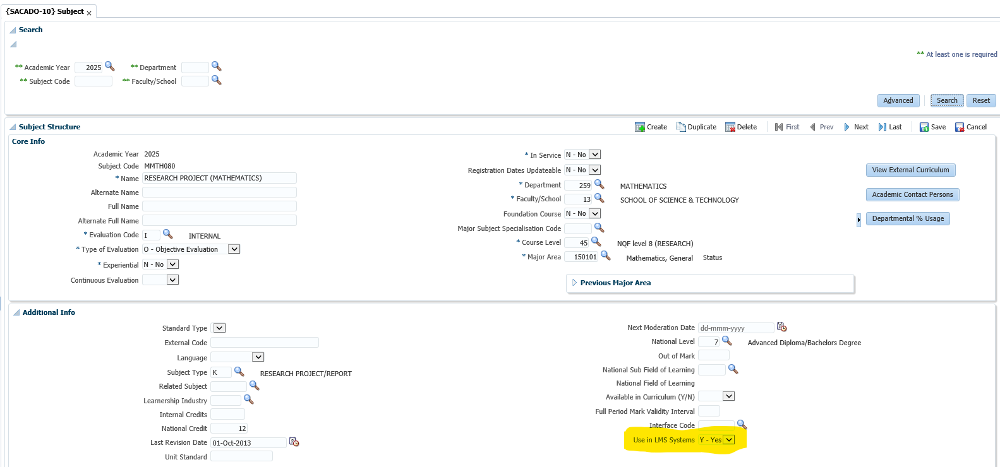 {SACADO-10} Subject x
Search
** At least one is required
** Academic Year 2025 ** Department
** Subject Code ** Faculty/School
Advanced Search Reset
Subject Structure Create Duplicate Delete First Prev Next Last Save Cancel
Core Info
Academic Year 2025
Subject Code MMTH080
* Name RESEARCH PROJECT (MATHEMATICS)
Alternate Name
Full Name
Alternate Full Name
* Evaluation Code I INTERNAL
* Type of Evaluation O - Objective Evaluation
* Experiential N - No
Continuous Evaluation
* In Service N - No
Registration Dates Updateable N - No
* Department 259 MATHEMATICS
* Faculty/School 13 SCHOOL OF SCIENCE & TECHNOLOGY
Foundation Course N - No
Major Subject Specialisation Code
* Course Level 45 NQF level 8 (RESEARCH)
* Major Area 150101 Mathematics, General Status
Previous Major Area
View External Curriculum
Academic Contact Persons
Departmental % Usage
Additional Info
Standard Type
External Code
Language
Subject Type K RESEARCH PROJECT/REPORT
Related Subject
Learnership Industry
Internal Credits
National Credit 12
Last Revision Date 01-Oct-2013
Unit Standard
Next Moderation Date dd-mmm-yyyy
National Level 7 Advanced Diploma/Bachelors Degree
Out of Mark
National Sub Field of Learning
National Field of Learning
Available in Curriculum (Y/N)
Full Period Mark Validity Interval
Interface Code
Use in LMS Systems Y - Yes